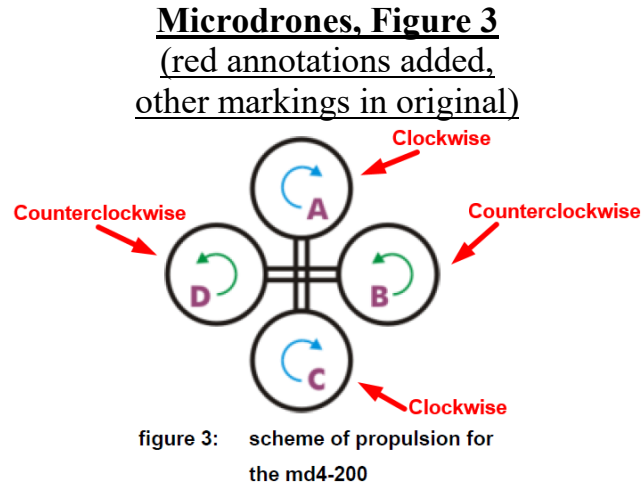 Microdrones, Figure 3
(red annotations added,
other markings in original)
Clockwise
A
Counterclockwise
Counterclockwise
D
B
C
Clockwise
figure 3: scheme of propulsion for
the md4-200